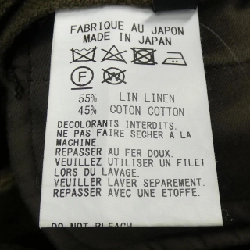 FABRIQUE AU JAPON
MADE IN JAPAN
F
55% LIN LINEN
45% COTON COTTON
DECOLORANTS INTERDITS.
NE PAS FAIRE SÉCHER À LA
MACHINE
REPASSER AU FER DOUX.
VEUILLEZ UTILISER UN FILET
LORS DU LAVAGE.
VEUILLER LAVER SEPAREMENT.
REPASSER AVEC UNE ETOFFE.
DO NOT BLEACH